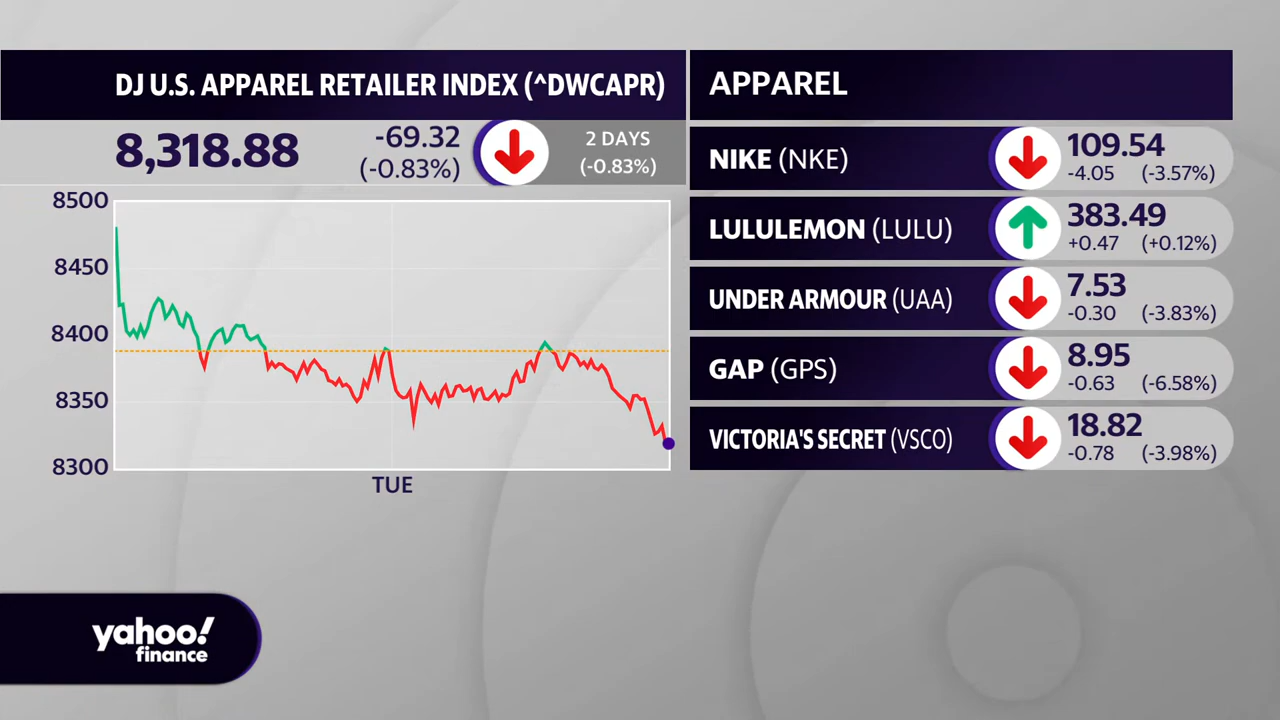 DJ U.S. APPAREL RETAILER INDEX (^DWCAPR)
8,318.88
-69.32
(-0.83%)
2 DAYS
(-0.83%)
8500
8450
8400
8350
8300
TUE
APPAREL
NIKE (NKE)
109.54
-4.05 (-3.57%)
LULULEMON (LULU)
383.49
+0.47 (+0.12%)
UNDER ARMOUR (UAA)
7.53
-0.30 (-3.83%)
GAP (GPS)
8.95
-0.63 (-6.58%)
VICTORIA'S SECRET (VSCO)
18.82
-0.78 (-3.98%)
yahoo!
finance